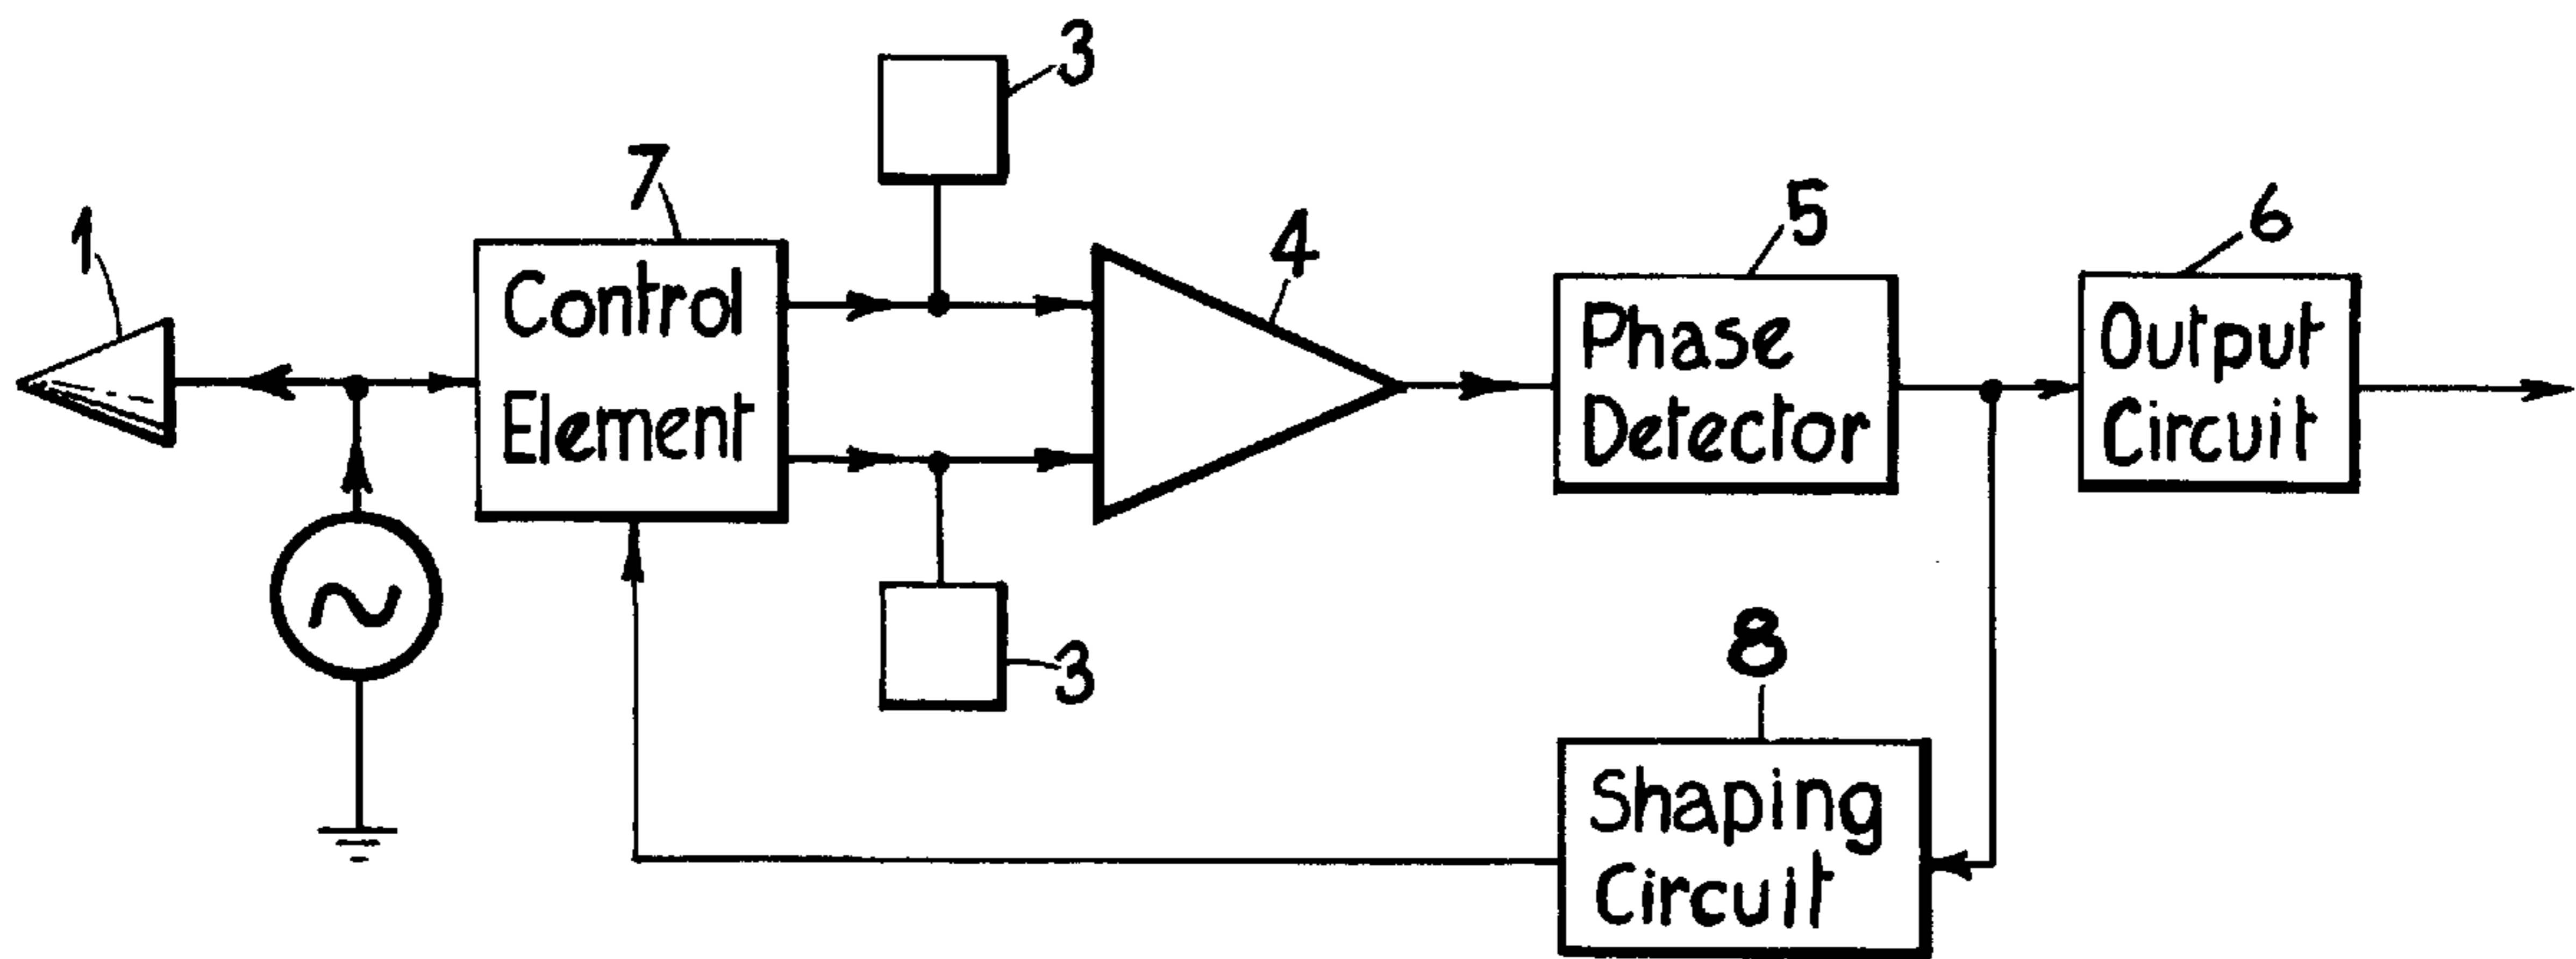 3
7
1
Control
Element
4
5
Phase
Detector
6
Output
Circuit
3
8
Shaping
Circuit